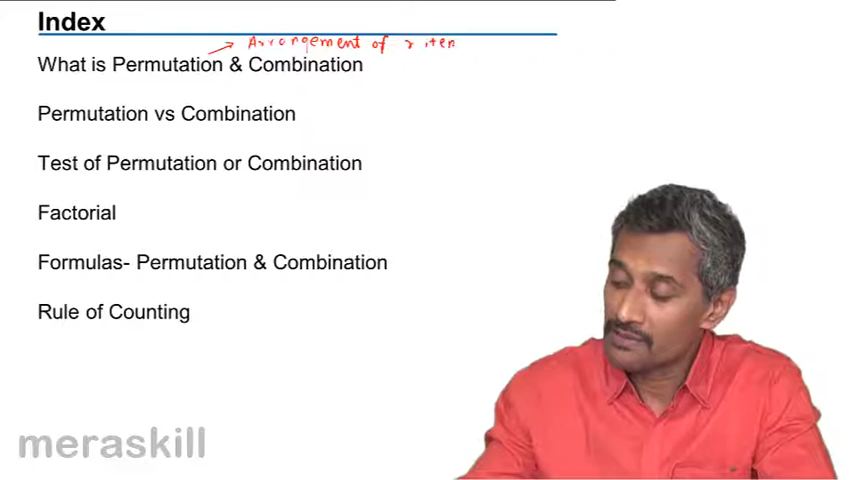 Index
Arrangement of r item
What is Permutation & Combination
Permutation vs Combination
Test of Permutation or Combination
Factorial
Formulas- Permutation & Combination
Rule of Counting
meraskill